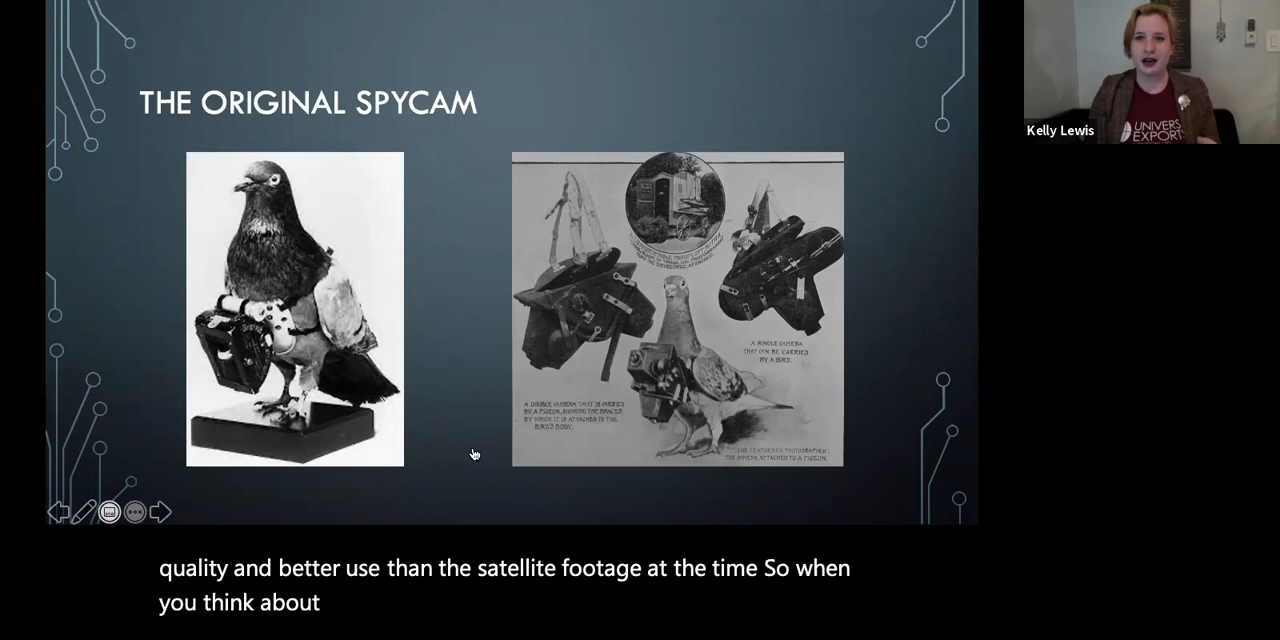 THE ORIGINAL SPYCAM
A SINGLE CAMERA
THAT CAN BE CARRIED
BY A BIRD.
A DOUBLE CAMERA THAT IS CARRIED
BY A PIGEON, SHOWING THE BRACES
BY WHICH IT IS ATTACHED TO THE
BIRD'S BODY.
THE FEATHERED PHOTOGRAPHER
THE CAMERA ATTACHED TO A PIGEON.
Kelly Lewis
UNIVERS
EXPORT
quality and better use than the satellite footage at the time So when
you think about